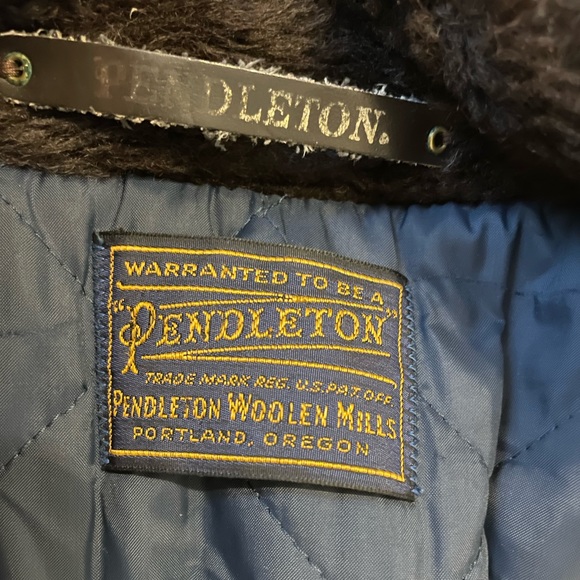 PENDLETON.
WARRANTED TO BE A
"PENDLETON"
TRADE MARK REG. U.S. PAT. OFF.
PENDLETON WOOLEN MILLS
PORTLAND, OREGON